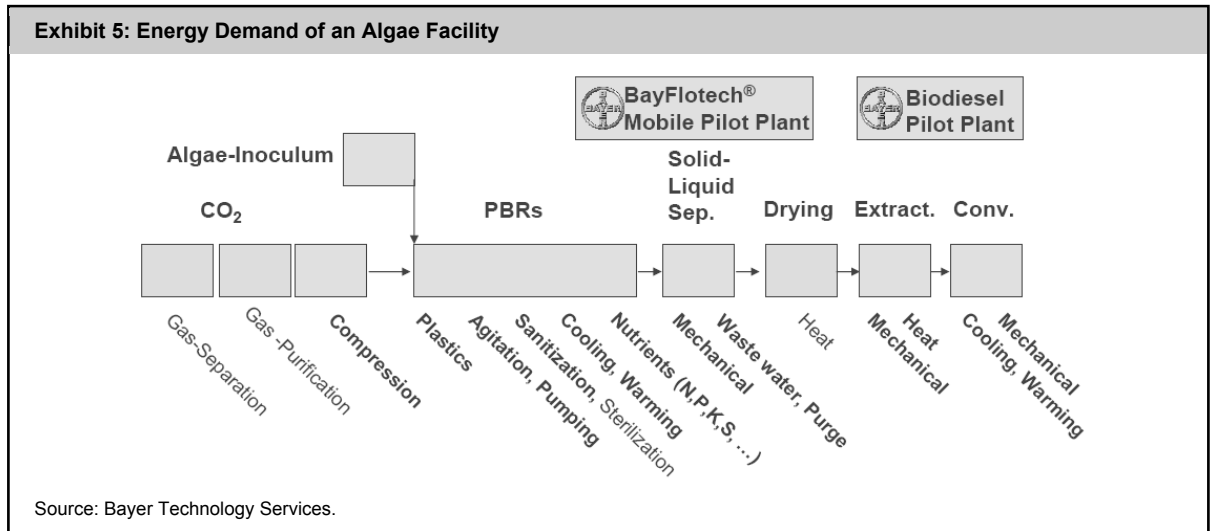 Exhibit 5: Energy Demand of an Algae Facility
BAYER
BayFlotech®
Mobile Pilot Plant
BAYER
Biodiesel
Pilot Plant
Algae-Inoculum
CO₂
PBRs
Solid-
Liquid
Sep.
Drying
Extract.
Conv.
Gas-Separation
Gas -Purification
Compression
Plastics
Agitation, Pumping
Sanitization, Sterilization
Cooling, Warming
Nutrients (N,P,K,S, ...)
Mechanical
Waste water, Purge
Heat
Mechanical
Heat
Cooling, Warming
Mechanical
Source: Bayer Technology Services.